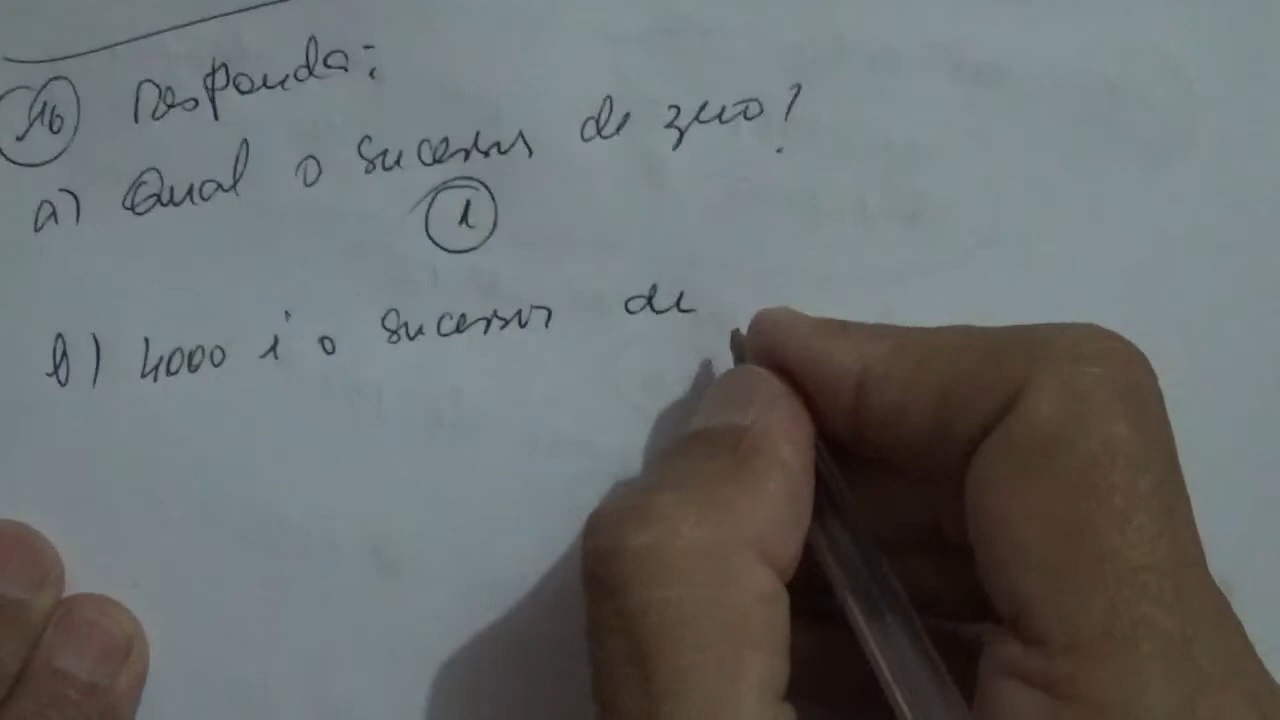 16 Responda:
a) Qual o sucessor de zero?
1
b) 4000 é o sucessor de